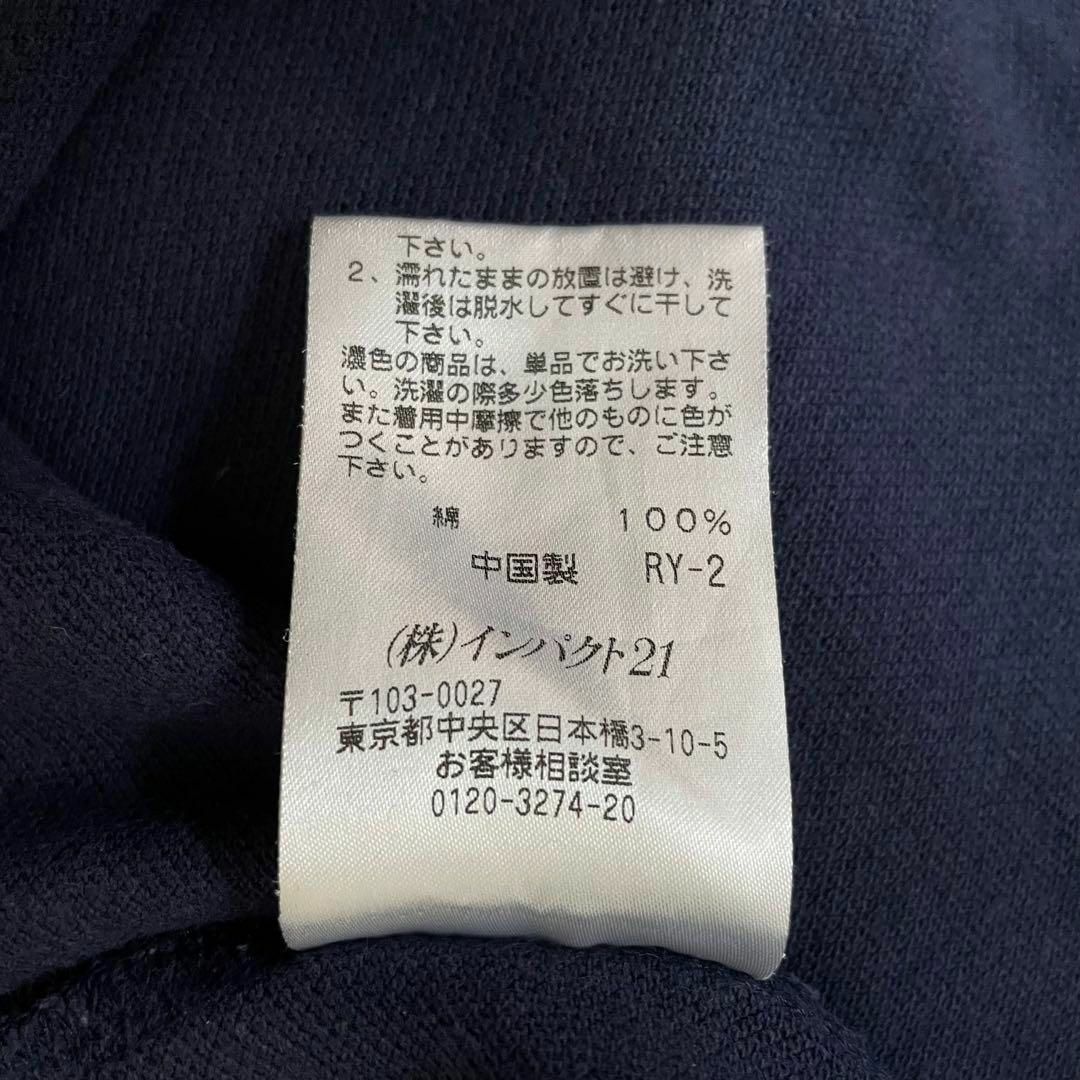 下さい。
2、濡れたままの放置は避け、洗
濯後は脱水してすぐに干して
下さい。
濃色の商品は、単品でお洗い下さ
い。洗濯の際多少色落ちします。
また着用中摩擦で他のものに色が
つくことがありますので、ご注意
下さい。
綿 100%
中国製 RY-2
(株)インパクト21
〒103-0027
東京都中央区日本橋3-10-5
お客様相談室
0120-3274-20